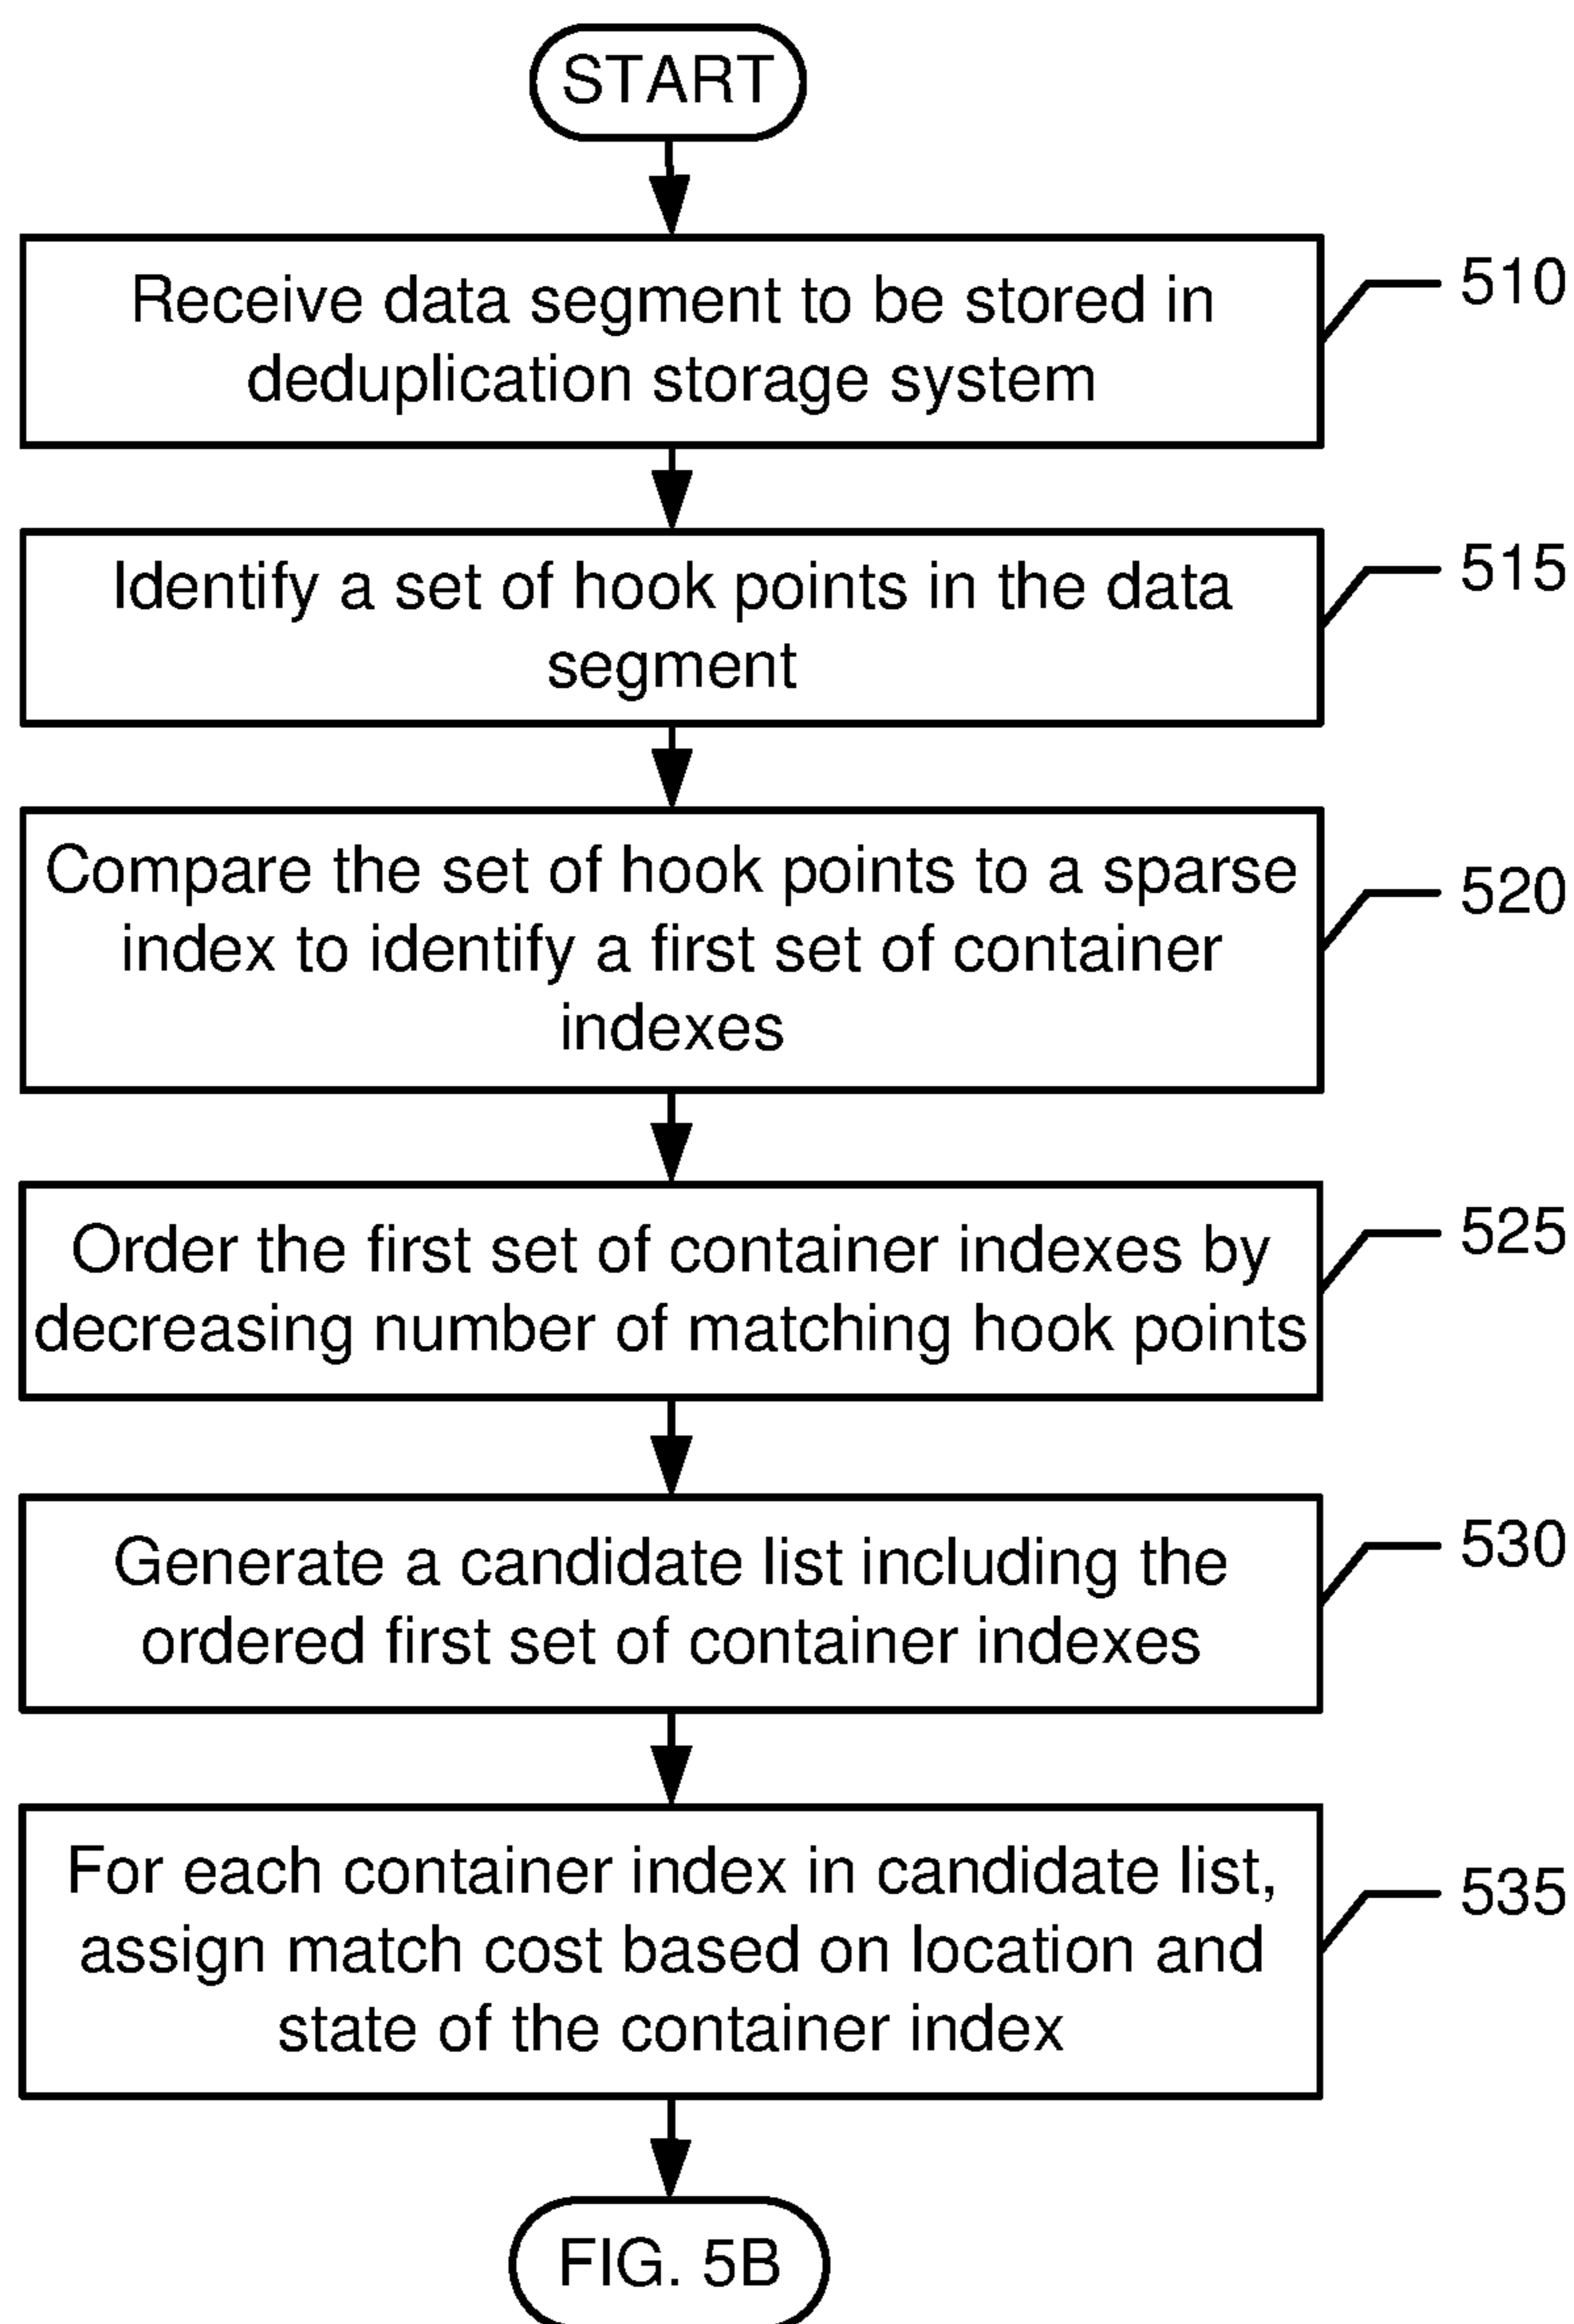 START
Receive data segment to be stored in
deduplication storage system
510
Identify a set of hook points in the data
segment
515
Compare the set of hook points to a sparse
index to identify a first set of container
indexes
520
Order the first set of container indexes by
decreasing number of matching hook points
525
Generate a candidate list including the
ordered first set of container indexes
530
For each container index in candidate list,
assign match cost based on location and
state of the container index
535
FIG. 5B